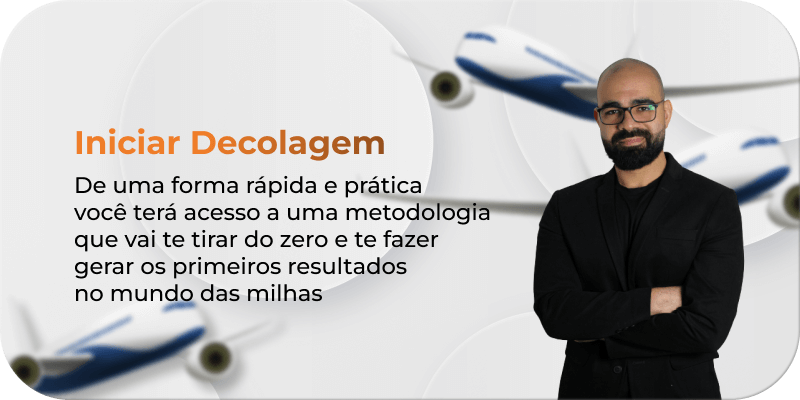 Iniciar Decolagem
De uma forma rápida e prática
você terá acesso a uma metodologia
que vai te tirar do zero e te fazer
gerar os primeiros resultados
no mundo das milhas